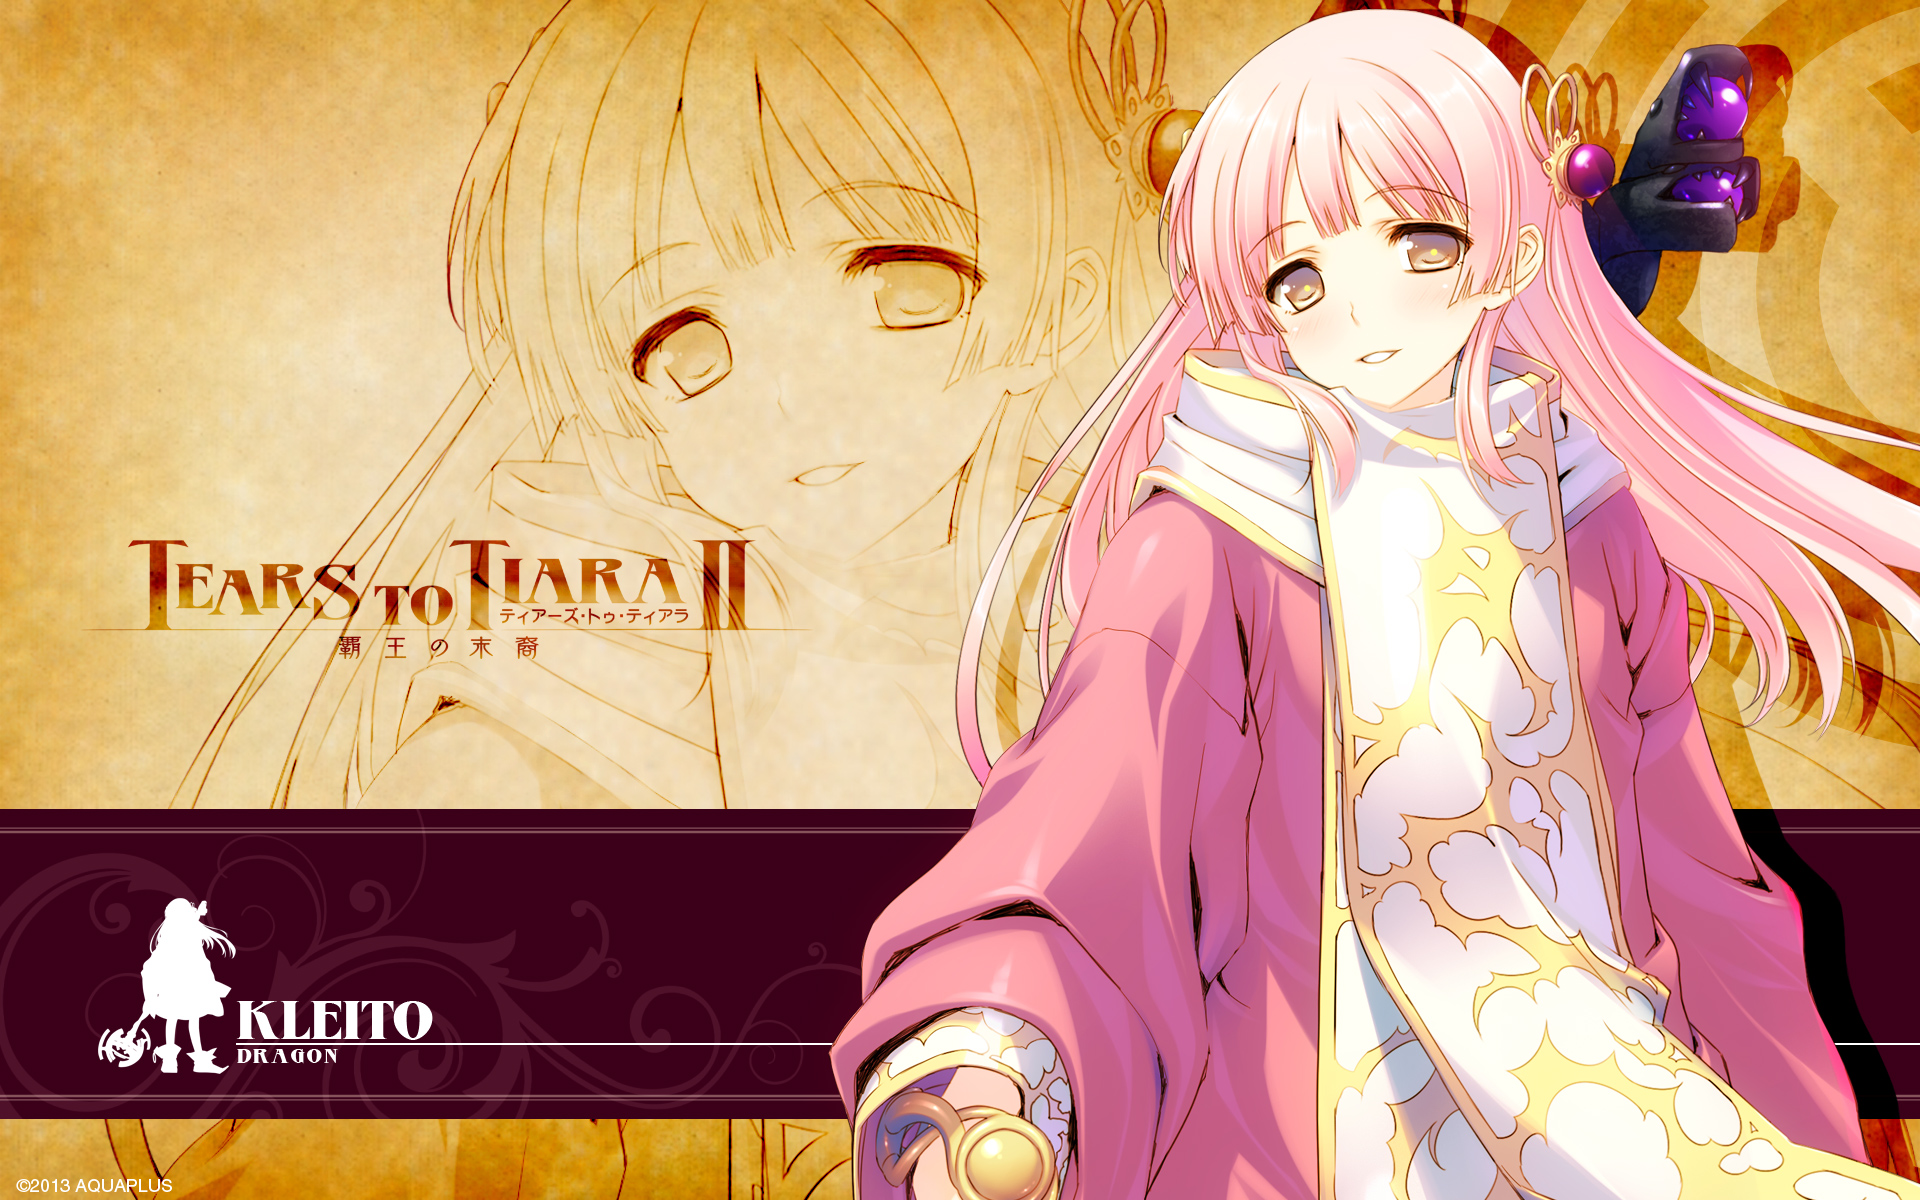 TEARS TO TIARA II
ティアーズ・トゥ・ティアラ
覇王の末裔
KLEITO
DRAGON
©2013 AQUAPLUS